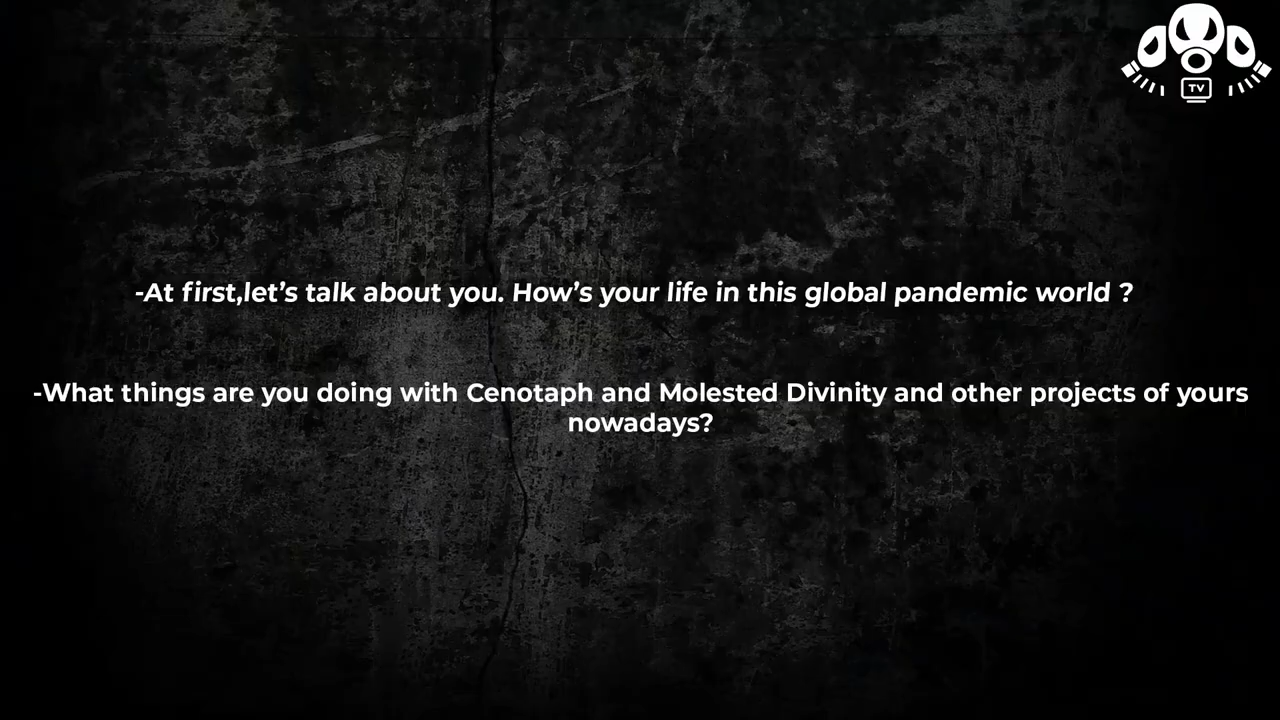 TV
-At first,let’s talk about you. How’s your life in this global pandemic world ?
-What things are you doing with Cenotaph and Molested Divinity and other projects of yours
nowadays?